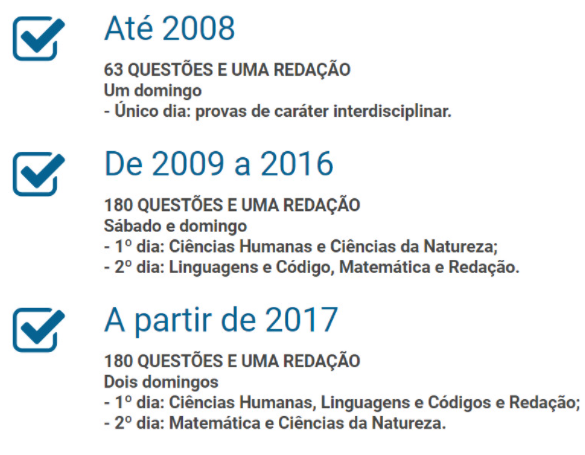 Até 2008
63 QUESTÕES E UMA REDAÇÃO
Um domingo
- Único dia: provas de caráter interdisciplinar.
De 2009 a 2016
180 QUESTÕES E UMA REDAÇÃO
Sábado e domingo
- 1º dia: Ciências Humanas e Ciências da Natureza;
- 2º dia: Linguagens e Código, Matemática e Redação.
A partir de 2017
180 QUESTÕES E UMA REDAÇÃO
Dois domingos
- 1º dia: Ciências Humanas, Linguagens e Códigos e Redação;
- 2º dia: Matemática e Ciências da Natureza.